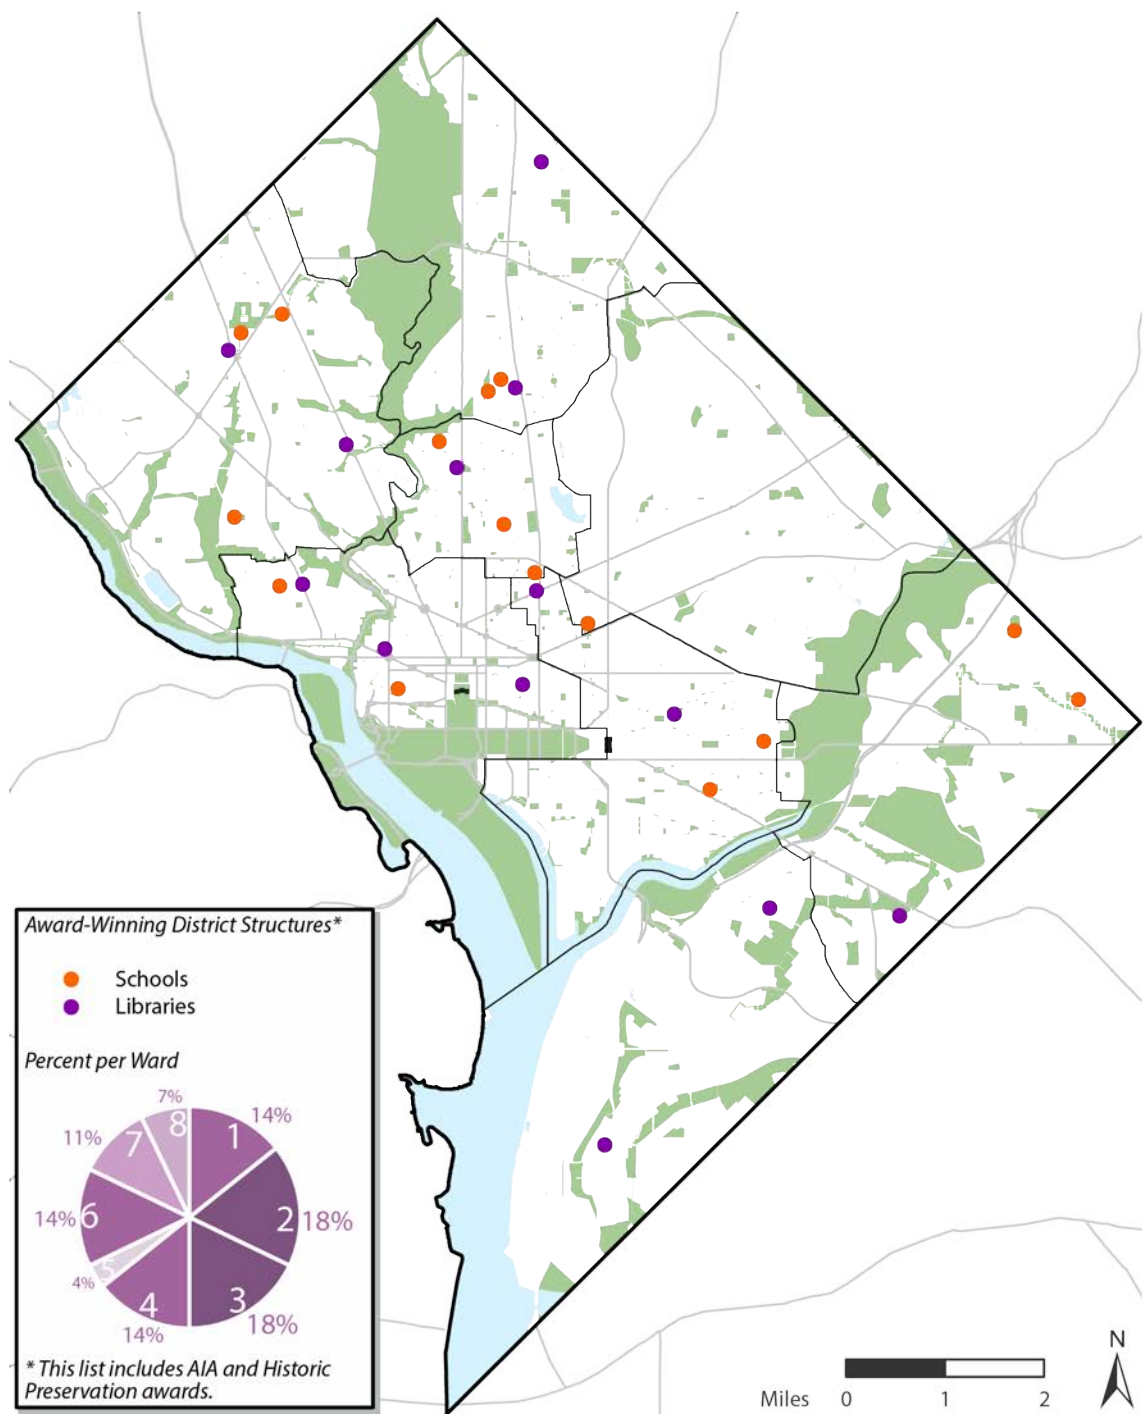 Award-Winning District Structures*
Schools
Libraries
Percent per Ward
7%
8
1
14%
11%
7
14%
6
2
18%
4%
5
4
3
14%
18%
* This list includes AIA and Historic
Preservation awards.
N
Miles 0 1 2